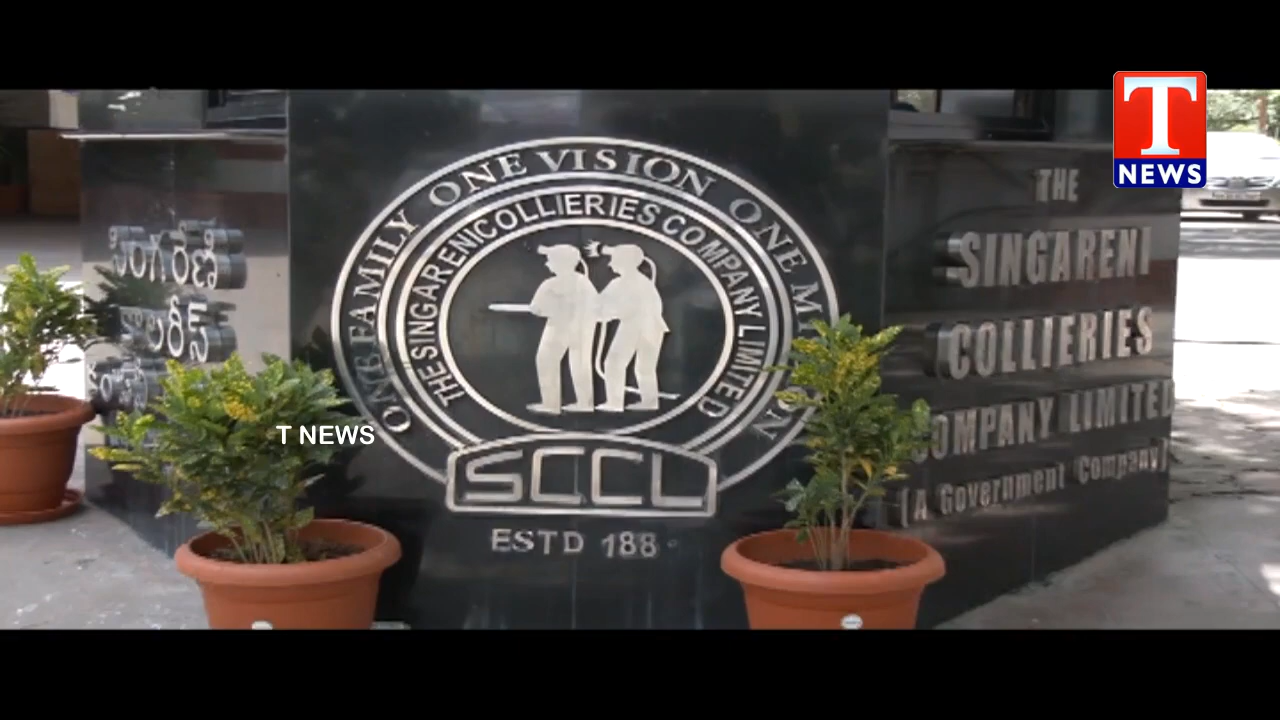 T
NEWS
సింగరేణి
ONE FAMILY ONE VISION ONE
THE SINGARENI COLLIERIES COMPANY LIMITED
SCCL
ESTD 188
THE
SINGARENI
COLLIERIES
COMPANY LIMITED
(A Government Company)
T NEWS